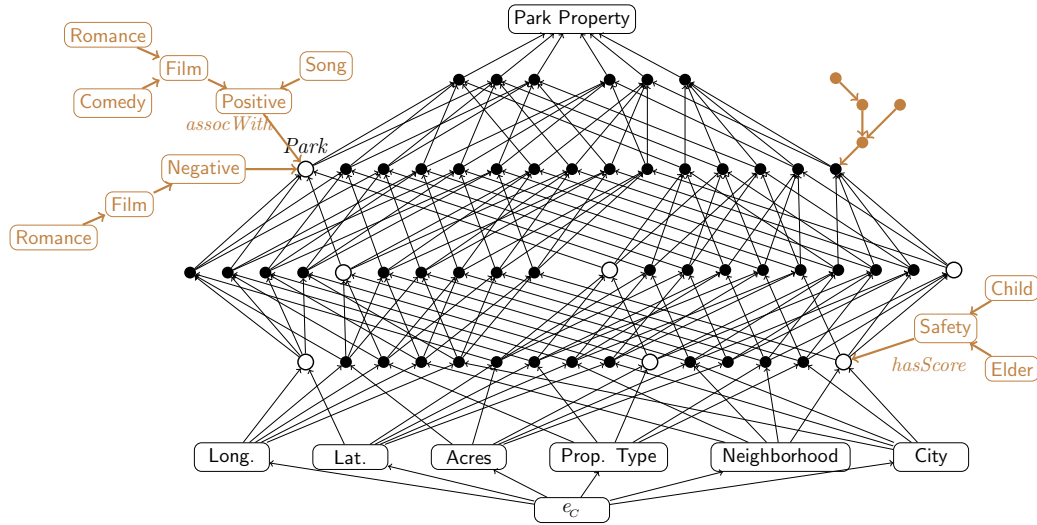 Park Property
Romance
Film
Song
Comedy
Positive
assocWith
Park
Negative
Film
Romance
Child
Safety
hasScore
Elder
Long.
Lat.
Acres
Prop. Type
Neighborhood
City
e_C